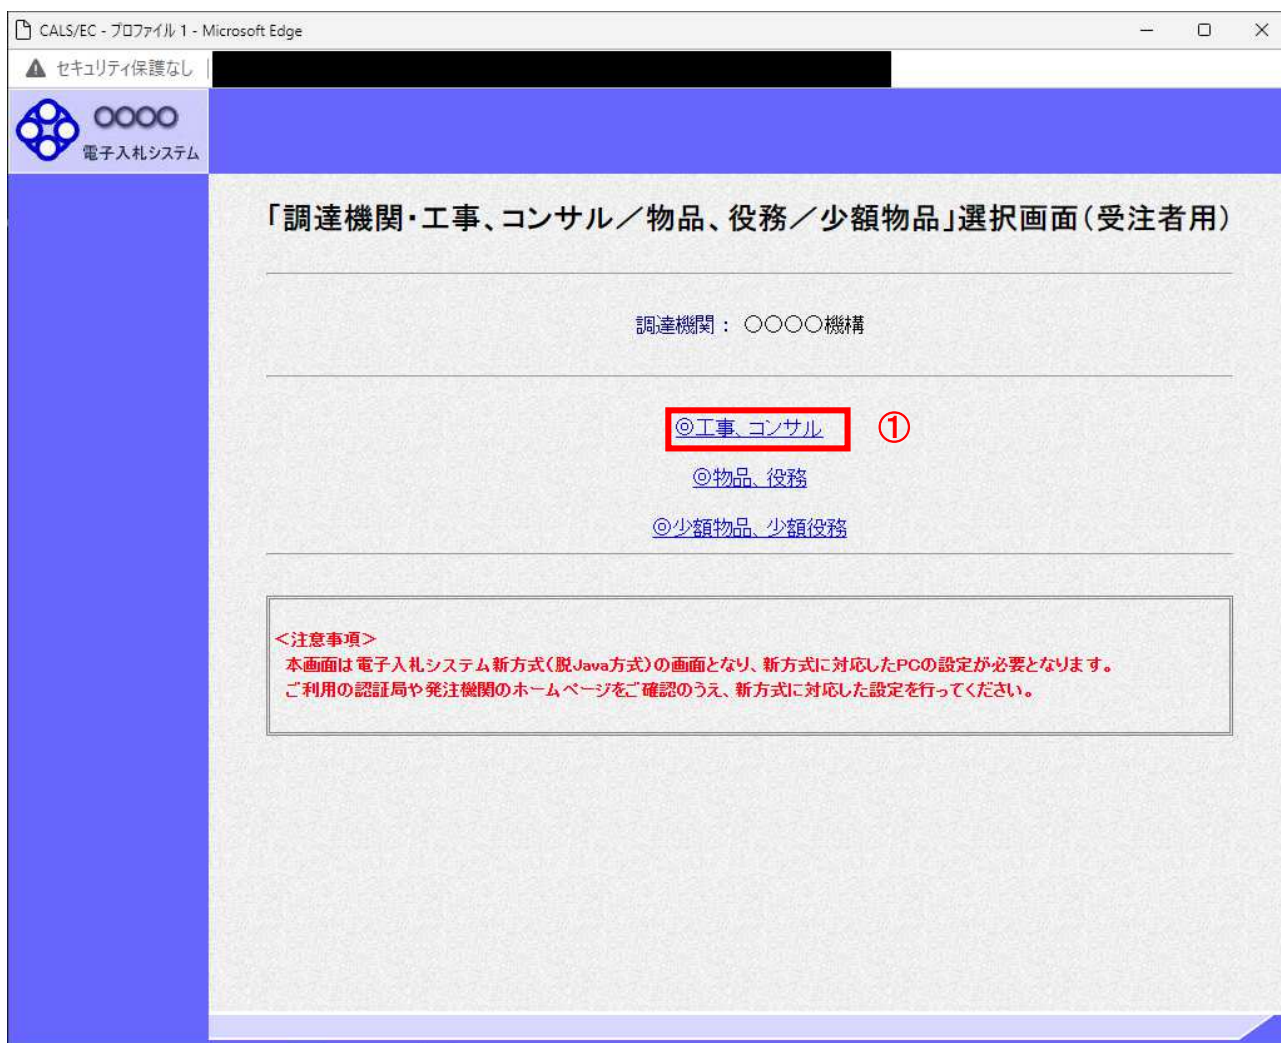 CALS/EC - プロファイル 1 - Microsoft Edge
セキュリティ保護なし
〇〇〇〇
電子入札システム
「調達機関・工事、コンサル／物品、役務／少額物品」選択画面(受注者用)
調達機関： 〇〇〇〇機構
◎工事、コンサル ①
◎物品、役務
◎少額物品、少額役務
＜注意事項＞
本画面は電子入札システム新方式(脱Java方式)の画面となり、新方式に対応したPCの設定が必要となります。
ご利用の認証局や発注機関のホームページをご確認のうえ、新方式に対応した設定を行ってください。